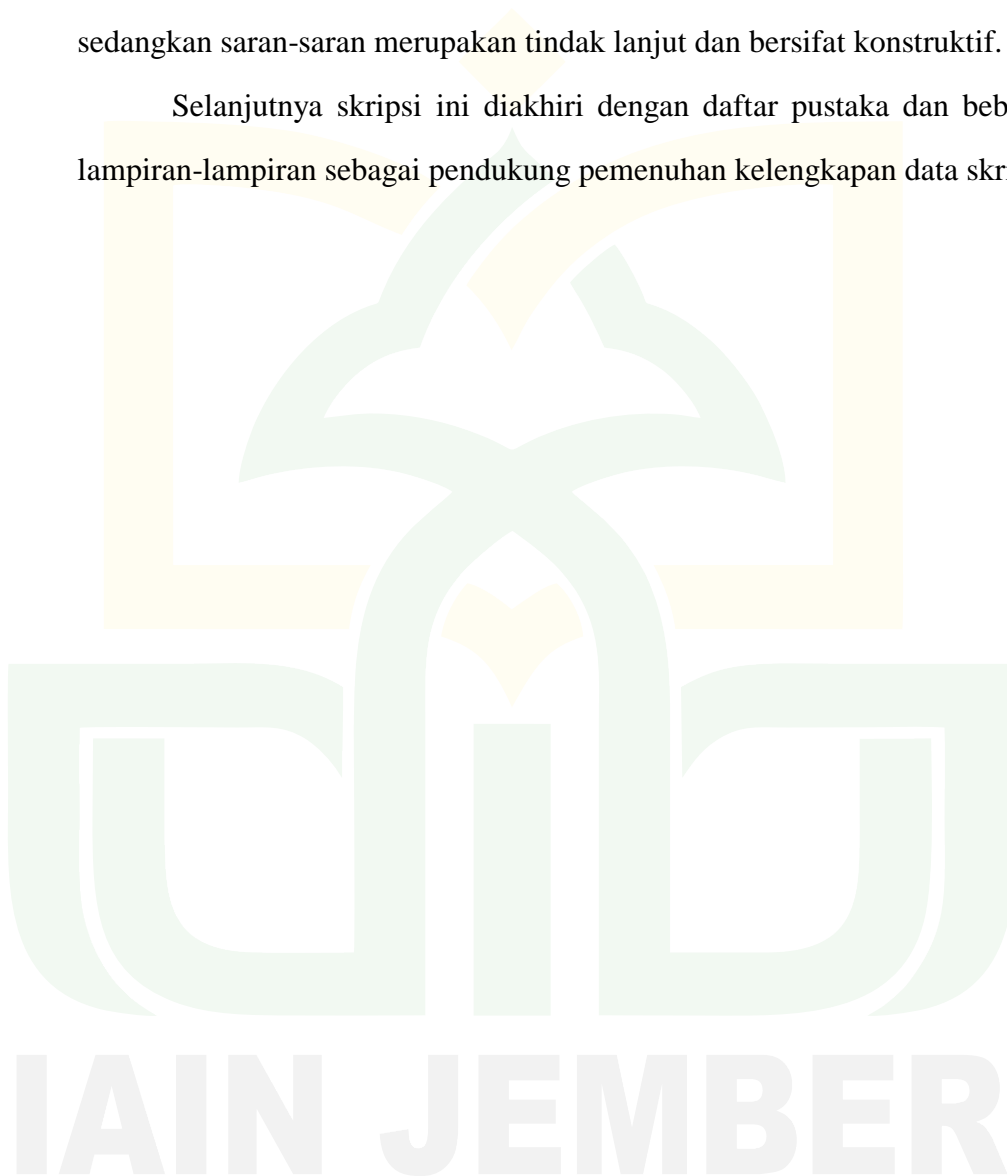 sedangkan saran-saran merupakan tindak lanjut dan bersifat konstruktif.
Selanjutnya skripsi ini diakhiri dengan daftar pustaka dan
lampiran-lampiran sebagai pendukung pemenuhan kelengkapan data
IAIN JEMBER